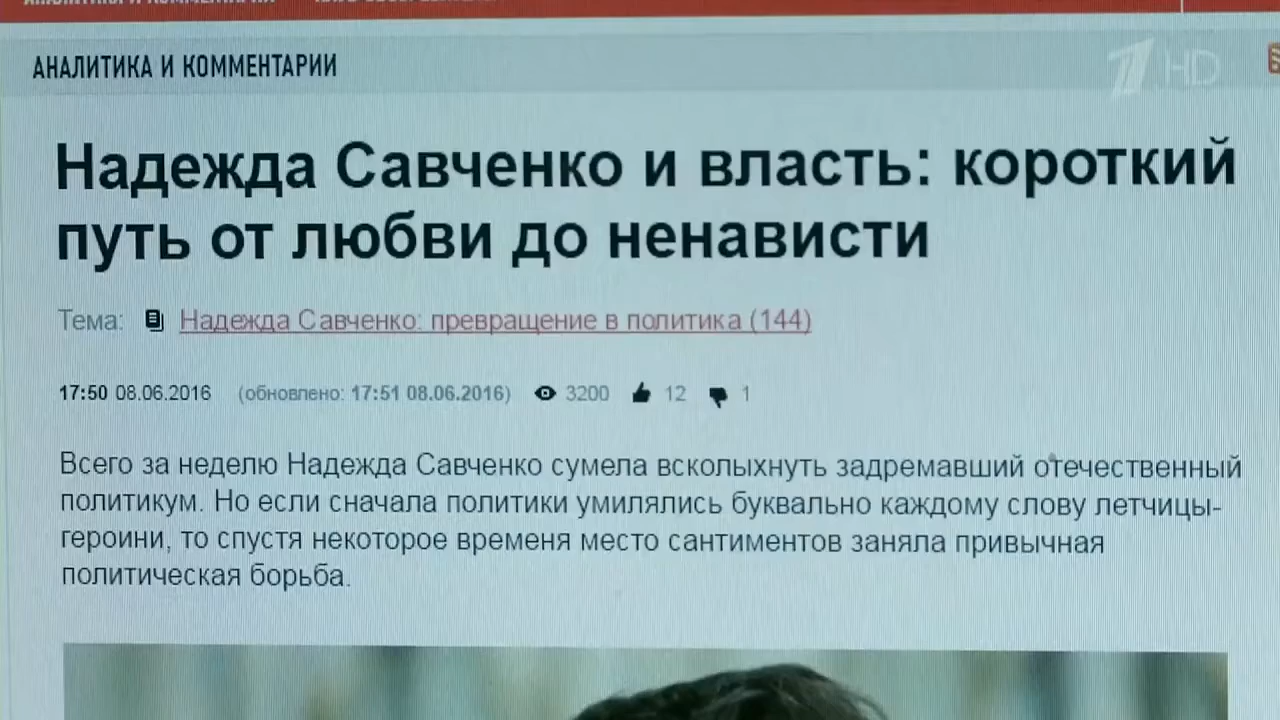 АНАЛИТИКА И КОММЕНТАРИИ
HD
Надежда Савченко и власть: короткий
путь от любви до ненависти
Тема: Надежда Савченко: превращение в политика (144)
17:50 08.06.2016 (обновлено: 17:51 08.06.2016) 3200 12 1
Всего за неделю Надежда Савченко сумела всколыхнуть задремавший отечественный
политикум. Но если сначала политики умилялись буквально каждому слову летчицы-
героини, то спустя некоторое временя место сантиментов заняла привычная
политическая борьба.